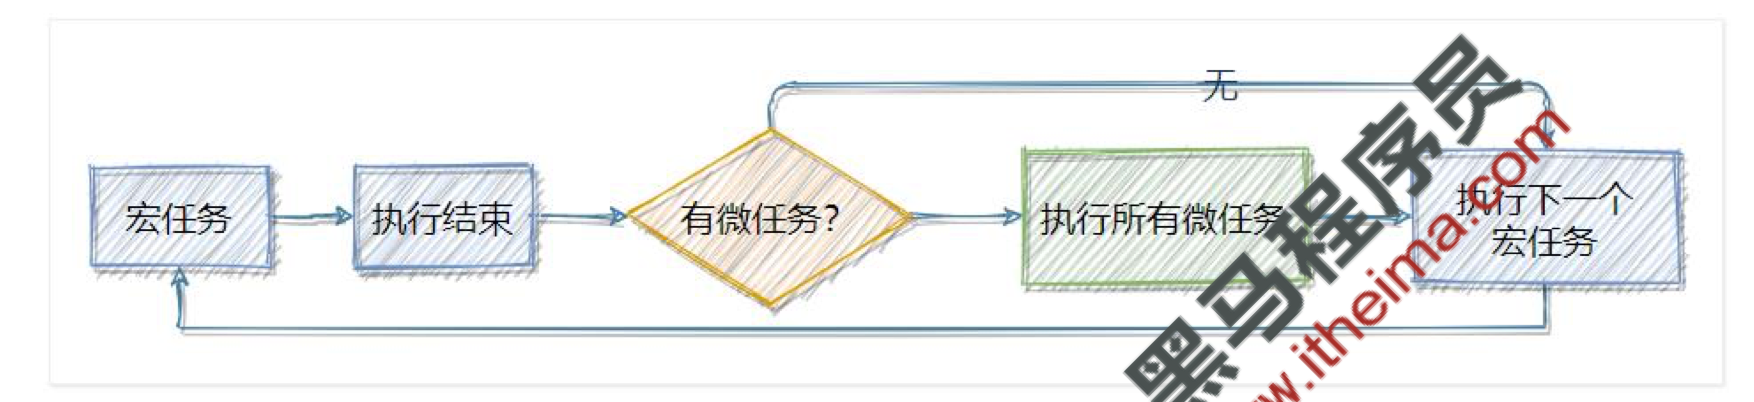 无
宏任务
执行结束
有微任务?
执行所有微任务
执行下一个
宏任务
黑马程序员
w.itheima.com